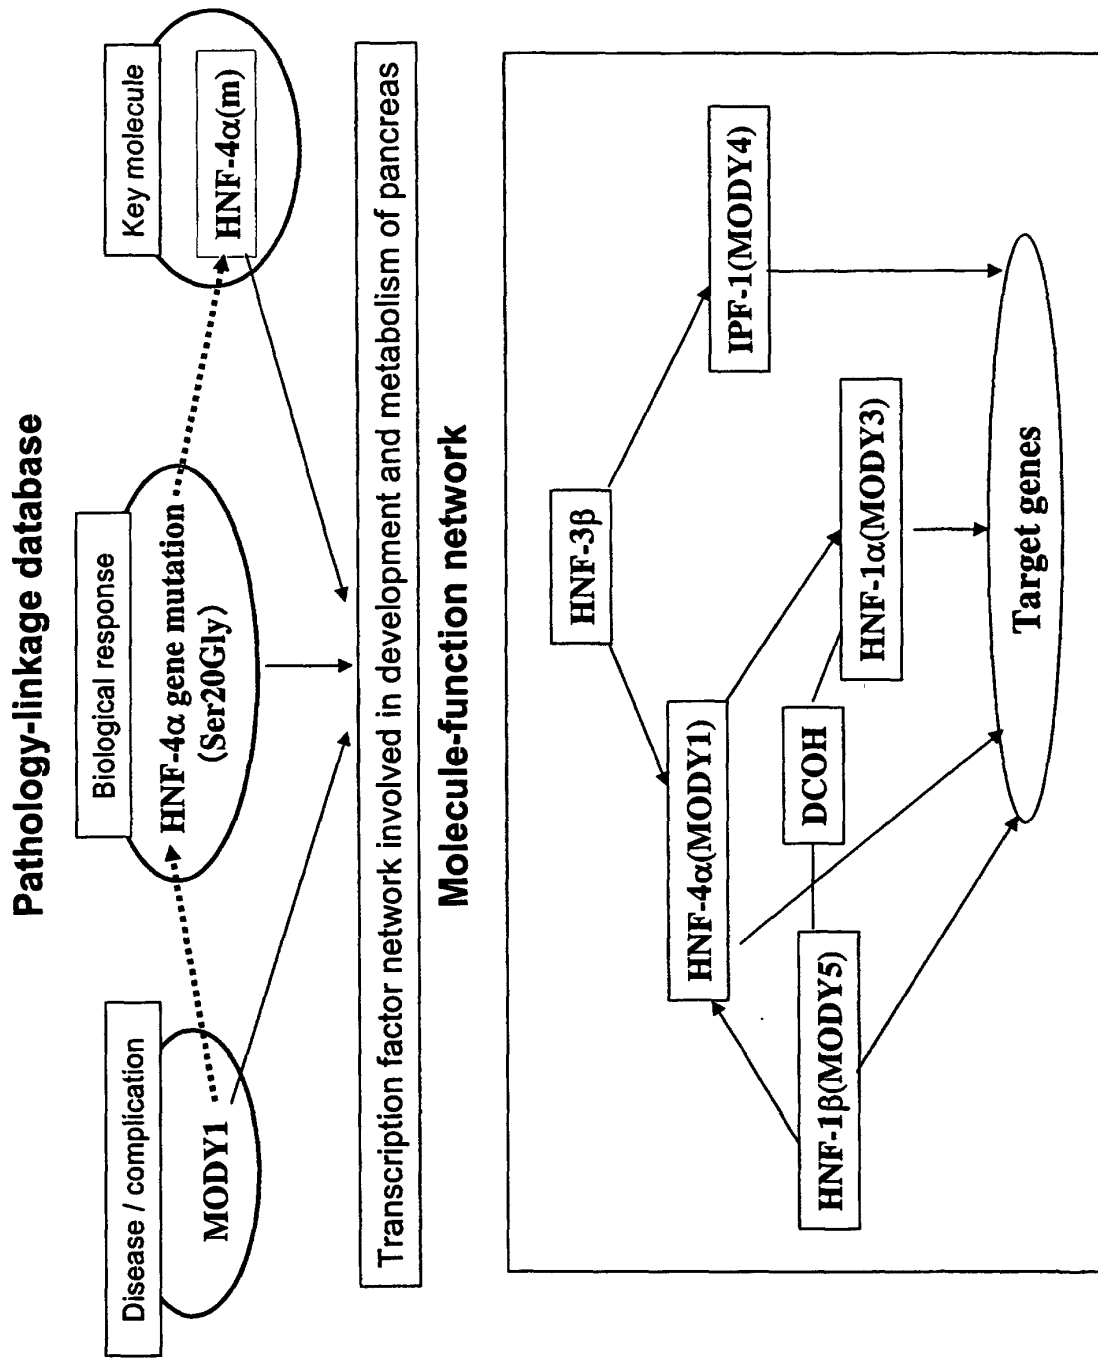 Pathology-linkage database
Disease / complication
Biological response
Key molecule
MODY1
HNF-4α gene mutation
(Ser20Gly)
HNF-4α(m)
Transcription factor network involved in development and metabolism of pancreas
Molecule-function network
HNF-3β
HNF-4α(MODY1)
IPF-1(MODY4)
HNF-1β(MODY5)
DCOH
HNF-1α(MODY3)
Target genes